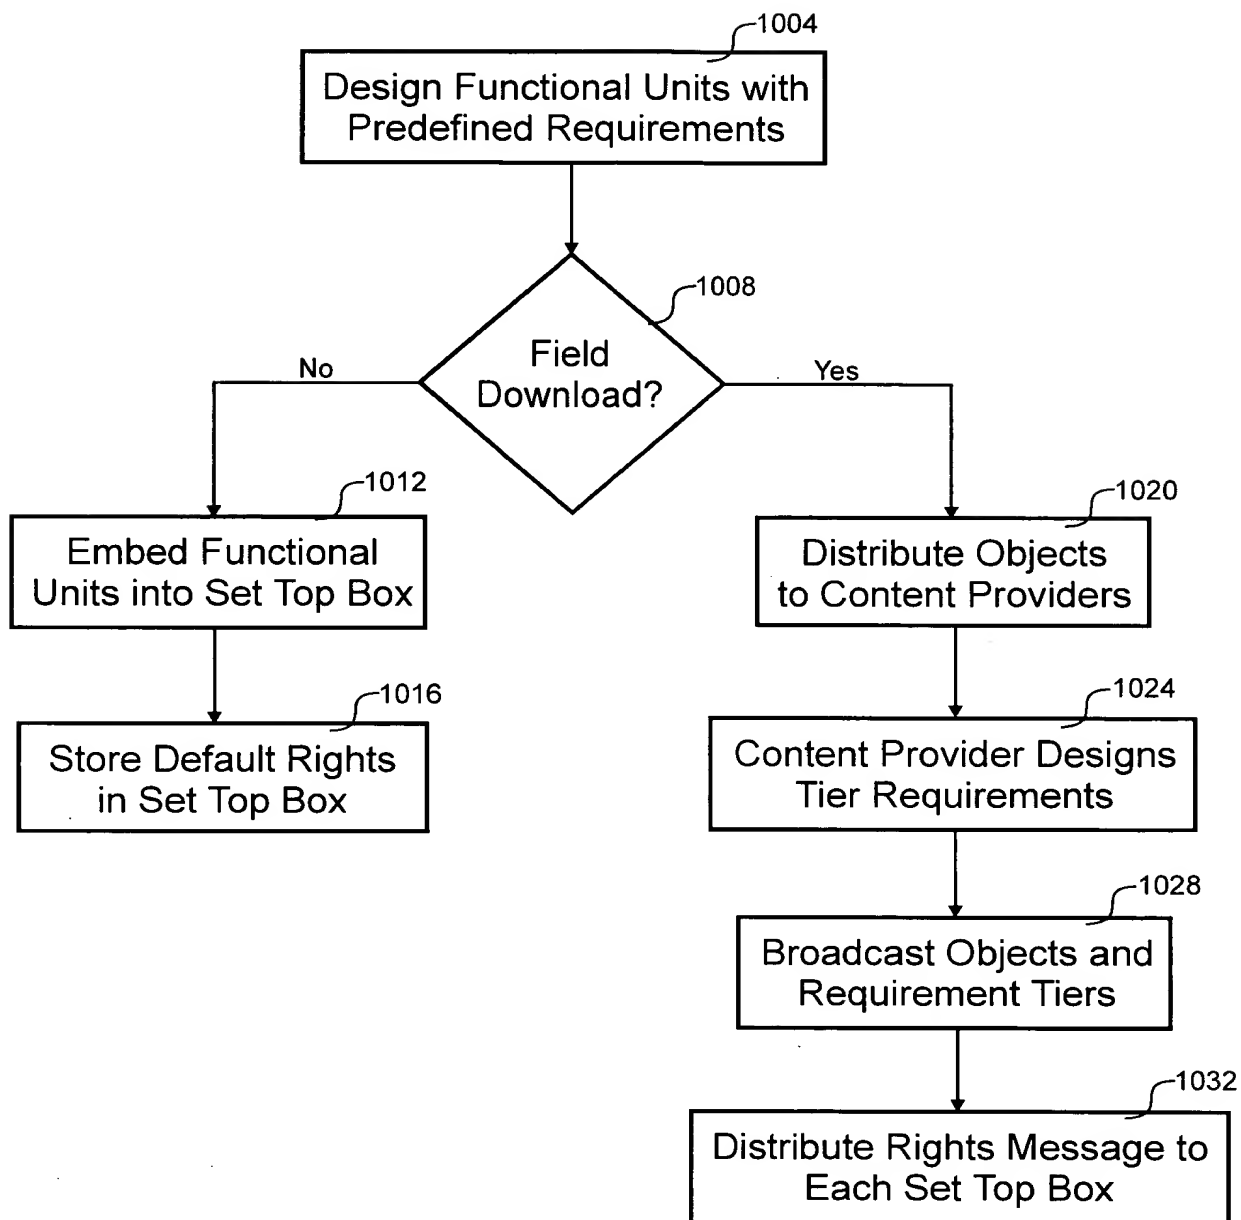 1004
Design Functional Units with
Predefined Requirements
1008
Field
Download?
No
Yes
1012
Embed Functional
Units into Set Top Box
1016
Store Default Rights
in Set Top Box
1020
Distribute Objects
to Content Providers
1024
Content Provider Designs
Tier Requirements
1028
Broadcast Objects and
Requirement Tiers
1032
Distribute Rights Message to
Each Set Top Box